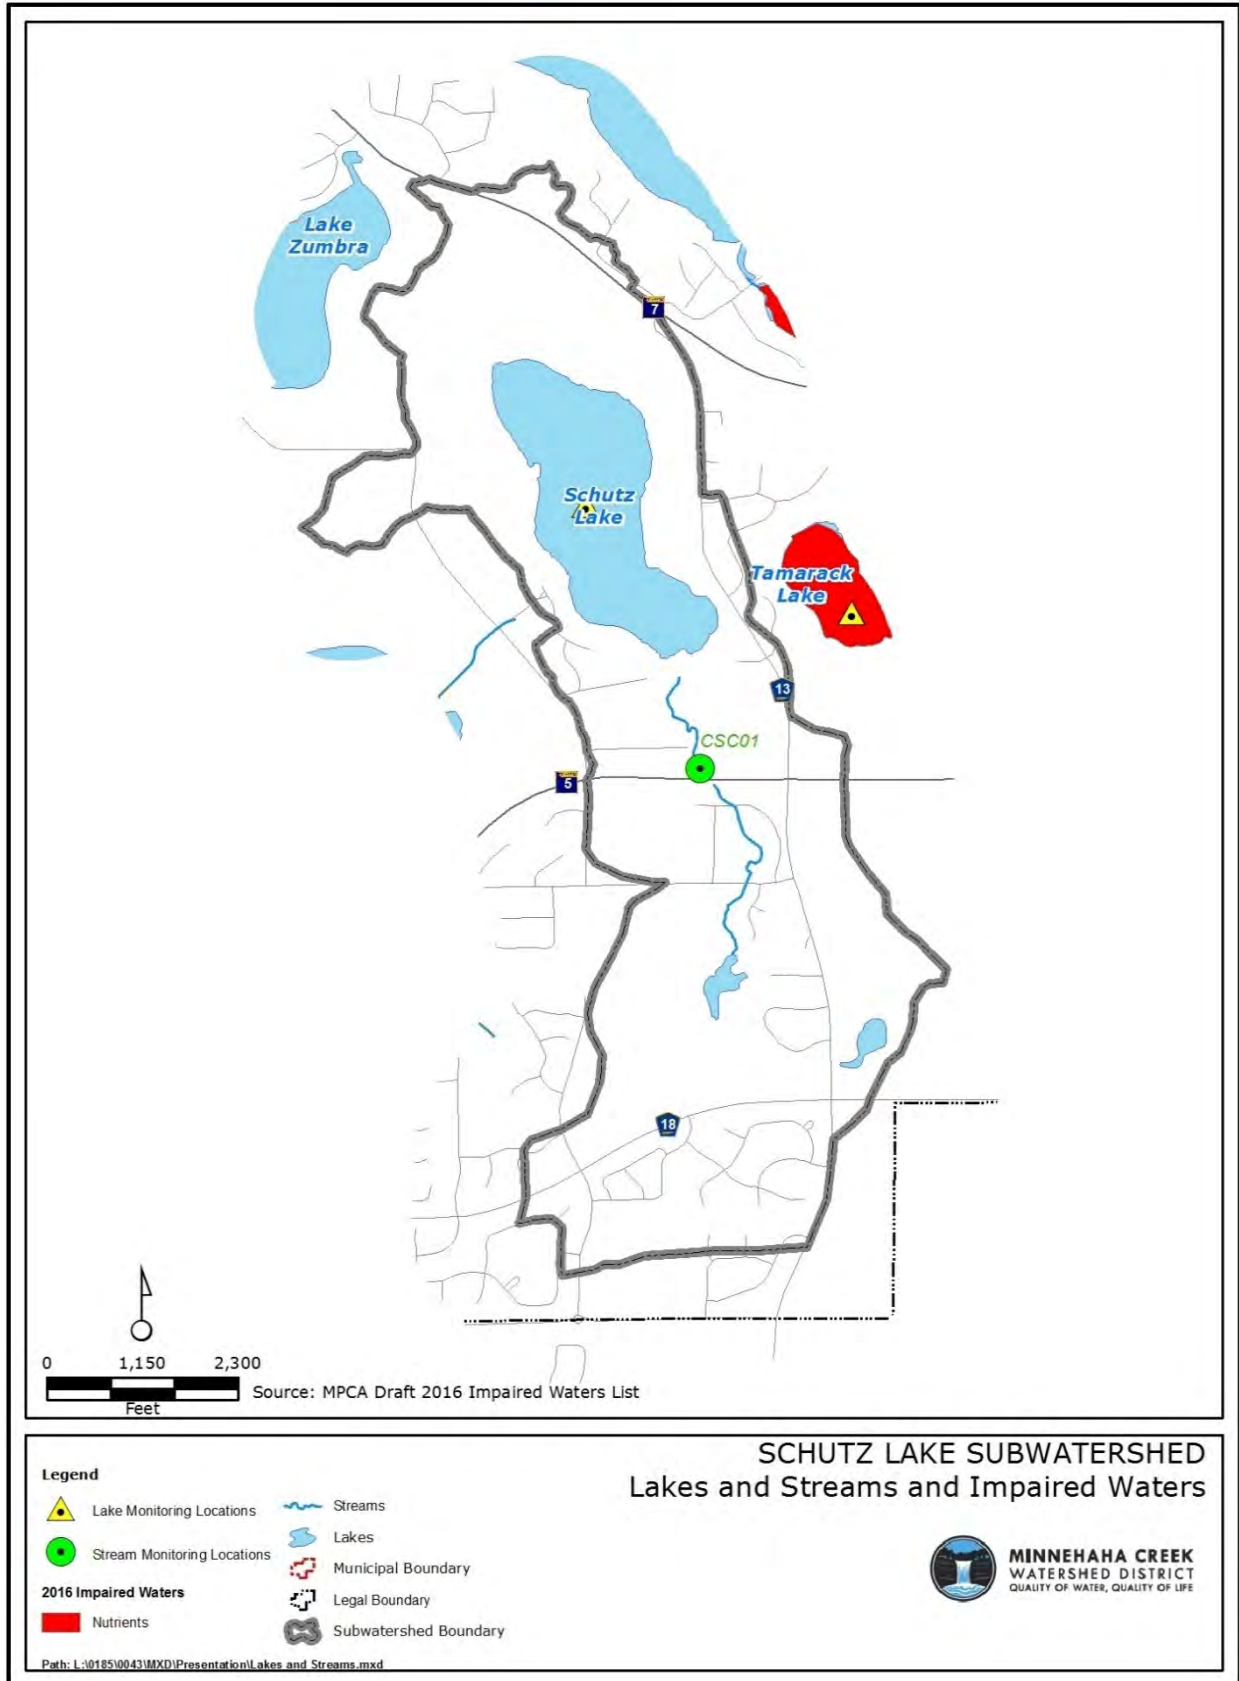 Lake
Zumbra
7
Schutz
Lake
Tamarack
Lake
13
CSC01
5
18
0 1,150 2,300
Feet
Source: MPCA Draft 2016 Impaired Waters List
SCHUTZ LAKE SUBWATERSHED
Lakes and Streams and Impaired Waters
Legend
Lake Monitoring Locations
Stream Monitoring Locations
2016 Impaired Waters
Nutrients
Streams
Lakes
Municipal Boundary
Legal Boundary
Subwatershed Boundary
MINNEHAHA CREEK
WATERSHED DISTRICT
QUALITY OF WATER, QUALITY OF LIFE
Path: L:\0185\0043\MXD\Presentation\Lakes and Streams.mxd